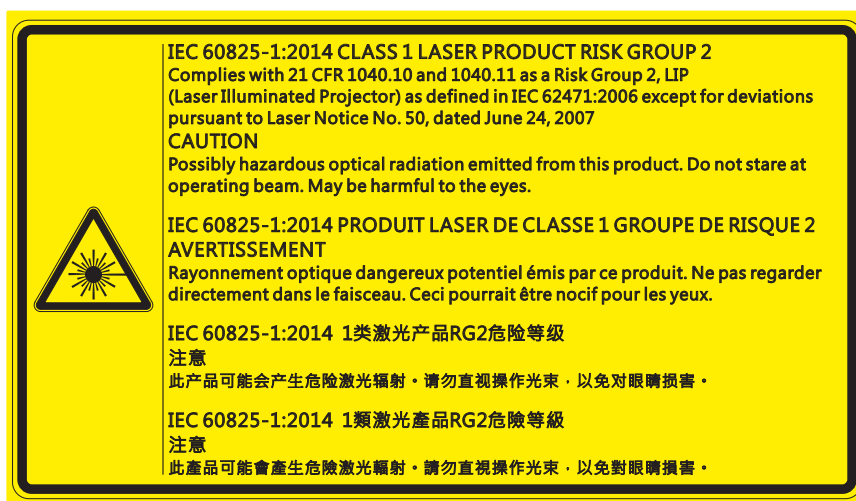 IEC 60825-1:2014 CLASS 1 LASER PRODUCT RISK GROUP 2
Complies with 21 CFR 1040.10 and 1040.11 as a Risk Group 2, LIP
(Laser Illuminated Projector) as defined in IEC 62471:2006 except for deviations
pursuant to Laser Notice No. 50, dated June 24, 2007
CAUTION
Possibly hazardous optical radiation emitted from this product. Do not stare at
operating beam. May be harmful to the eyes.
IEC 60825-1:2014 PRODUIT LASER DE CLASSE 1 GROUPE DE RISQUE 2
AVERTISSEMENT
Rayonnement optique dangereux potentiel émis par ce produit. Ne pas regarder
directement dans le faisceau. Ceci pourrait être nocif pour les yeux.
IEC 60825-1:2014 1类激光产品RG2危险等级
注意
此产品可能会产生危险激光辐射。请勿直视操作光束，以免对眼睛损害。
IEC 60825-1:2014 1類激光產品RG2危險等級
注意
此產品可能會產生危險激光輻射。請勿直視操作光束，以免對眼睛損害。